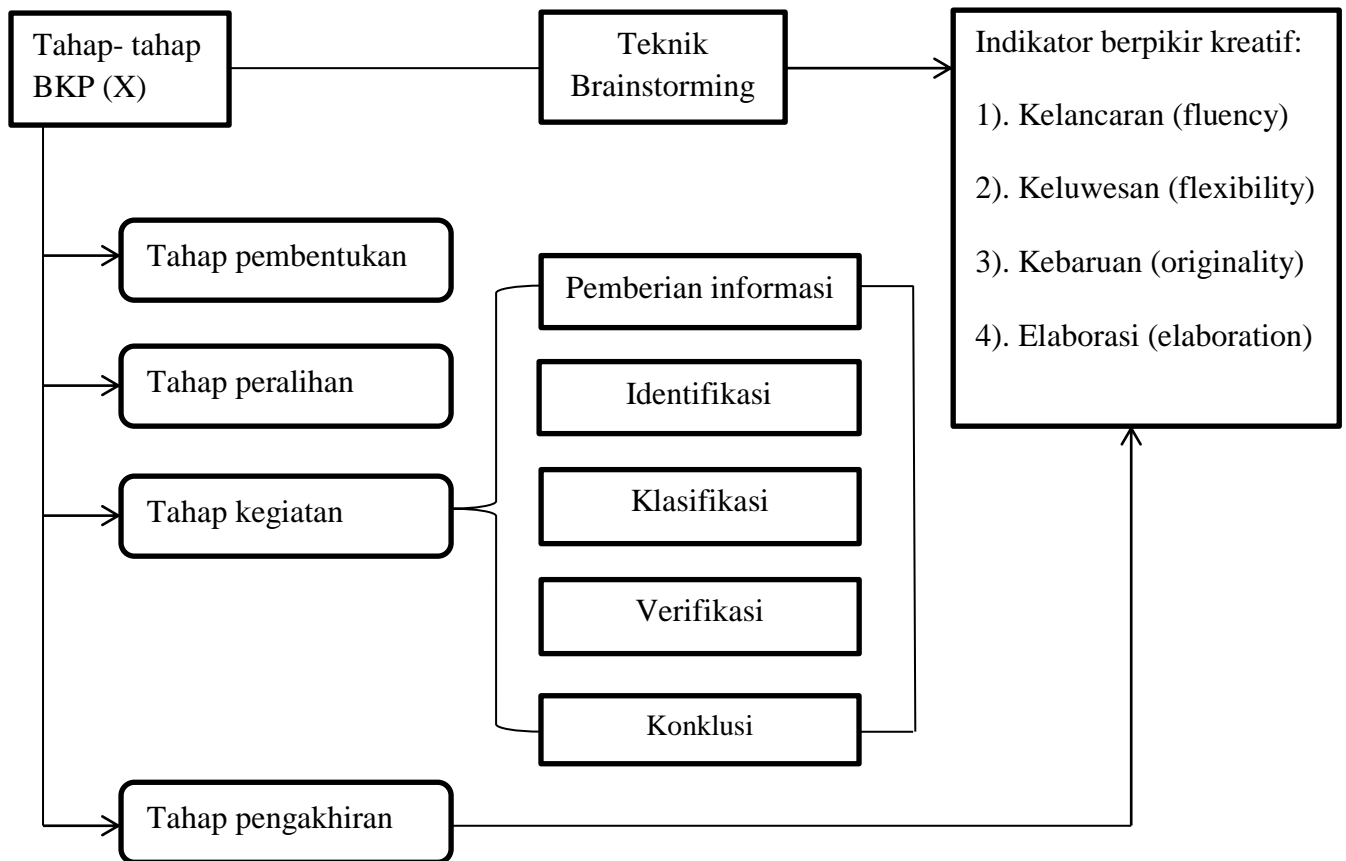 Tahap- tahap
BKP (X)
Teknik
Brainstorming
Indikator berpikir kreatif:
1). Kelancaran (fluency)
2). Keluwesan (flexibility)
3). Kebaruan (originality)
4). Elaborasi (elaboration)
Tahap pembentukan
Tahap peralihan
Tahap kegiatan
Pemberian informasi
Identifikasi
Klasifikasi
Verifikasi
Konklusi
Tahap pengakhiran